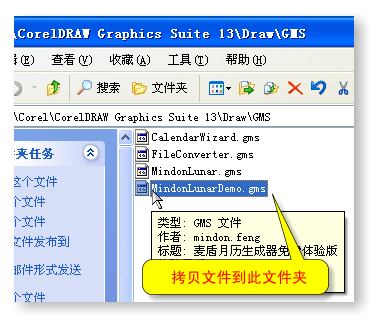 \CorelDRAW Graphics Suite 13\Draw\GMS
(E) 查看(V) 收藏(A) 工具(T) 帮助(H)
搜索 文件夹
\Corel\CorelDRAW Graphics Suite 13\Draw\GMS
夹任务
这个文件
个文件
文件发布到
邮件形式发送
个文件
CalendarWizard.gms
FileConverter.gms
MindonLunar.gms
MindonLunarDemo.gms
类型: GMS 文件
作者: mindon.feng
标题: 麦盾月历生成器免费体验版
拷贝文件到此文件夹